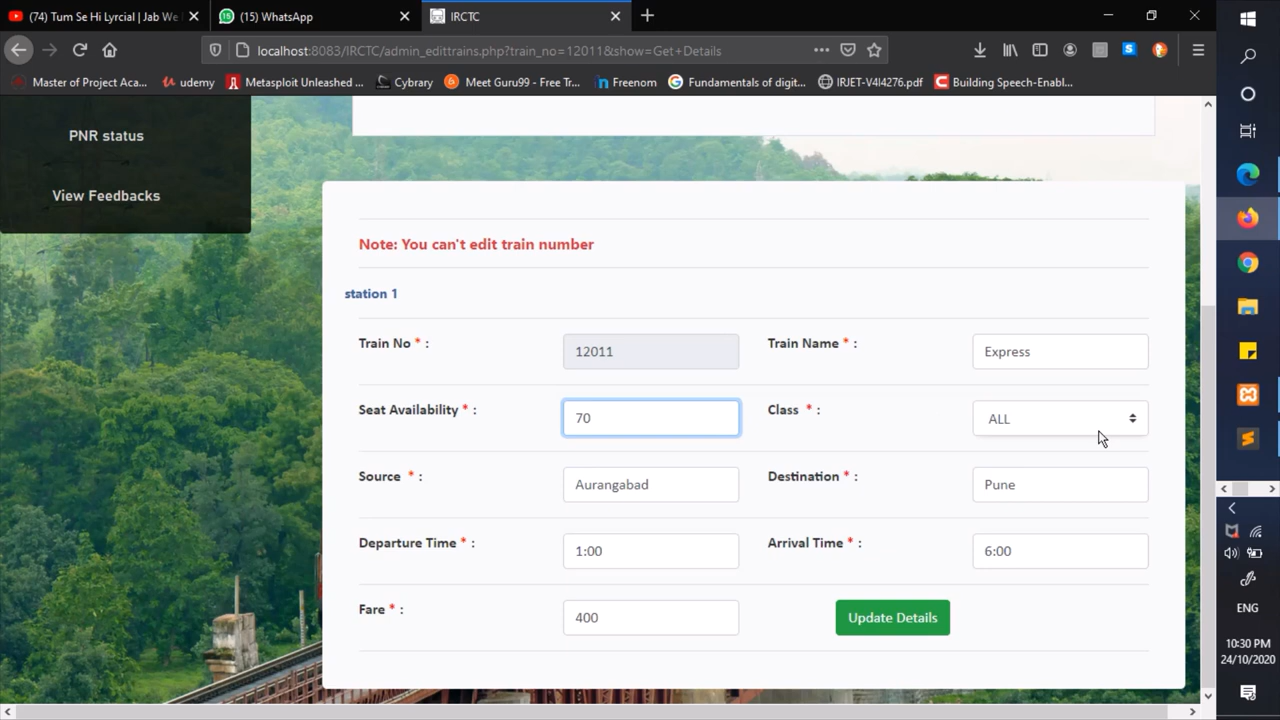 (74) Tum Se Hi Lyrcial | Jab We
(15) WhatsApp
IRCTC
localhost:8083/IRCTC/admin_edittrains.php?train_no=12011&show=Get+Details
Master of Project Aca...
udemy
Metasploit Unleashed ...
Cybrary
Meet Guru99 - Free Tr...
Freenom
Fundamentals of digit...
IRJET-V4I4276.pdf
Building Speech-Enabl...
PNR status
View Feedbacks
Note: You can't edit train number
station 1
Train No * : 12011 Train Name * : Express
Seat Availability * : 70 Class * : ALL
Source * : Aurangabad Destination * : Pune
Departure Time * : 1:00 Arrival Time * : 6:00
Fare * : 400 Update Details
ENG
10:30 PM
24/10/2020